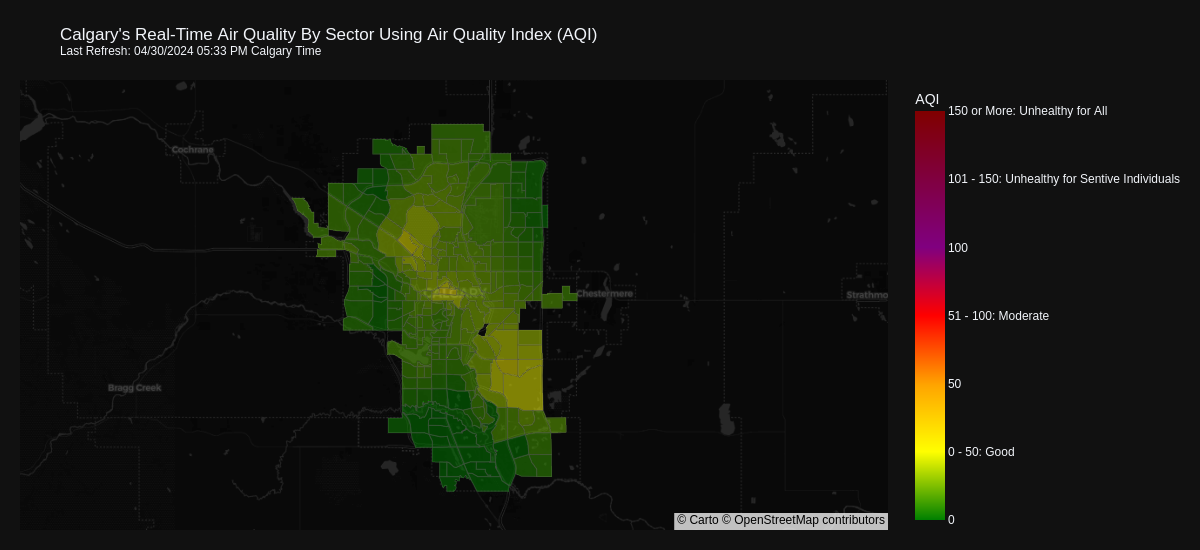 Calgary's Real-Time Air Quality By Sector Using Air Quality Index (AQI)
Last Refresh: 04/30/2024 05:33 PM Calgary Time
AQI
150 or More: Unhealthy for All
Cochrane
101 - 150: Unhealthy for Sentive Individuals
100
CALGARY
Chestermere
Strathmo
51 - 100: Moderate
50
Bragg Creek
0 - 50: Good
0
© Carto © OpenStreetMap contributors